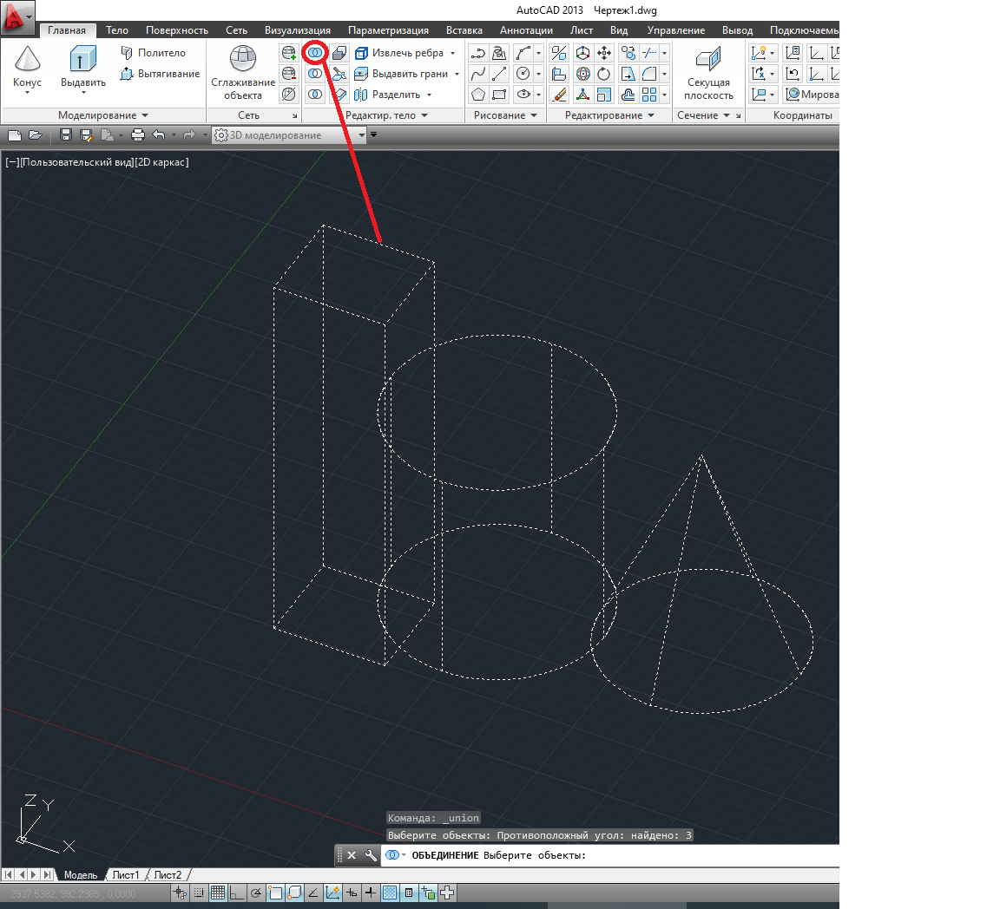 AutoCAD 2013 Чертеж1.dwg
Главная Тело Поверхность Сеть Визуализация Параметризация Вставка Аннотации Лист Вид Управление Вывод Подключаемь
Конус
Выдавить
Политело
Вытягивание
Моделирование
Сглаживание
объекта
Сеть
Извлечь ребра
Выдавить грани
Разделить
Редактир. тело
Рисование
Редактирование
Секущая
плоскость
Сечение
Мирова
Координаты
3D моделирование
[−][Пользовательский вид][2D каркас]
Z
Y
X
Команда: _union
Выберите объекты: Противоположный угол: найдено: 3
ОБЪЕДИНЕНИЕ Выберите объекты:
Модель Лист1 Лист2
2937.5382, 992.2985 , 0.0000